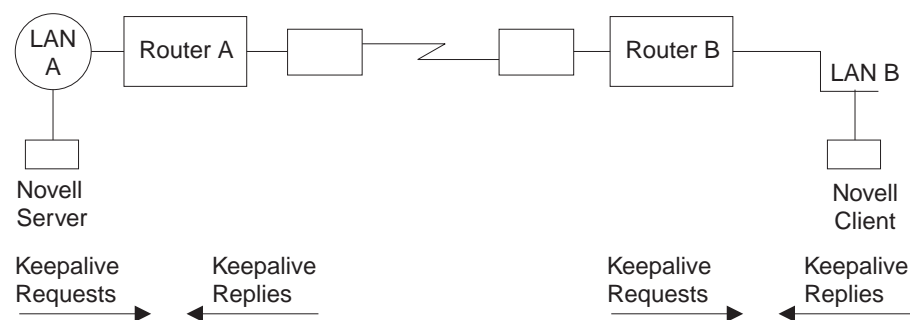 LAN
A
Router A
Router B
LAN B
Novell
Server
Novell
Client
Keepalive
Requests
Keepalive
Replies
Keepalive
Requests
Keepalive
Replies